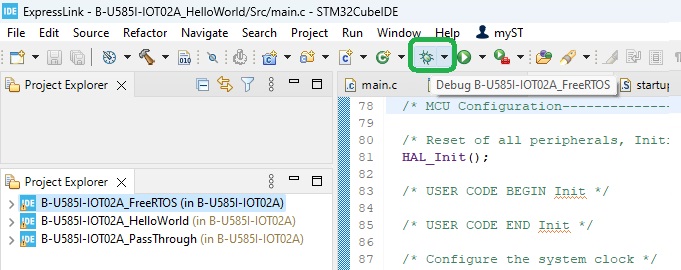 ExpressLink - B-U585I-IOT02A_HelloWorld/Src/main.c - STM32CubeIDE
File Edit Source Refactor Navigate Search Project Run Window Help myST
Project Explorer
main.c
Debug B-U585I-IOT02A_FreeRTOS
startup
78 /* MCU Configuration--------------
79
80 /* Reset of all peripherals, Initi
81 HAL_Init();
82
83 /* USER CODE BEGIN Init */
84
85 /* USER CODE END Init */
86
87 /* Configure the system clock */
Project Explorer
IDE B-U585I-IOT02A_FreeRTOS (in B-U585I-IOT02A)
IDE B-U585I-IOT02A_HelloWorld (in B-U585I-IOT02A)
IDE B-U585I-IOT02A_PassThrough (in B-U585I-IOT02A)